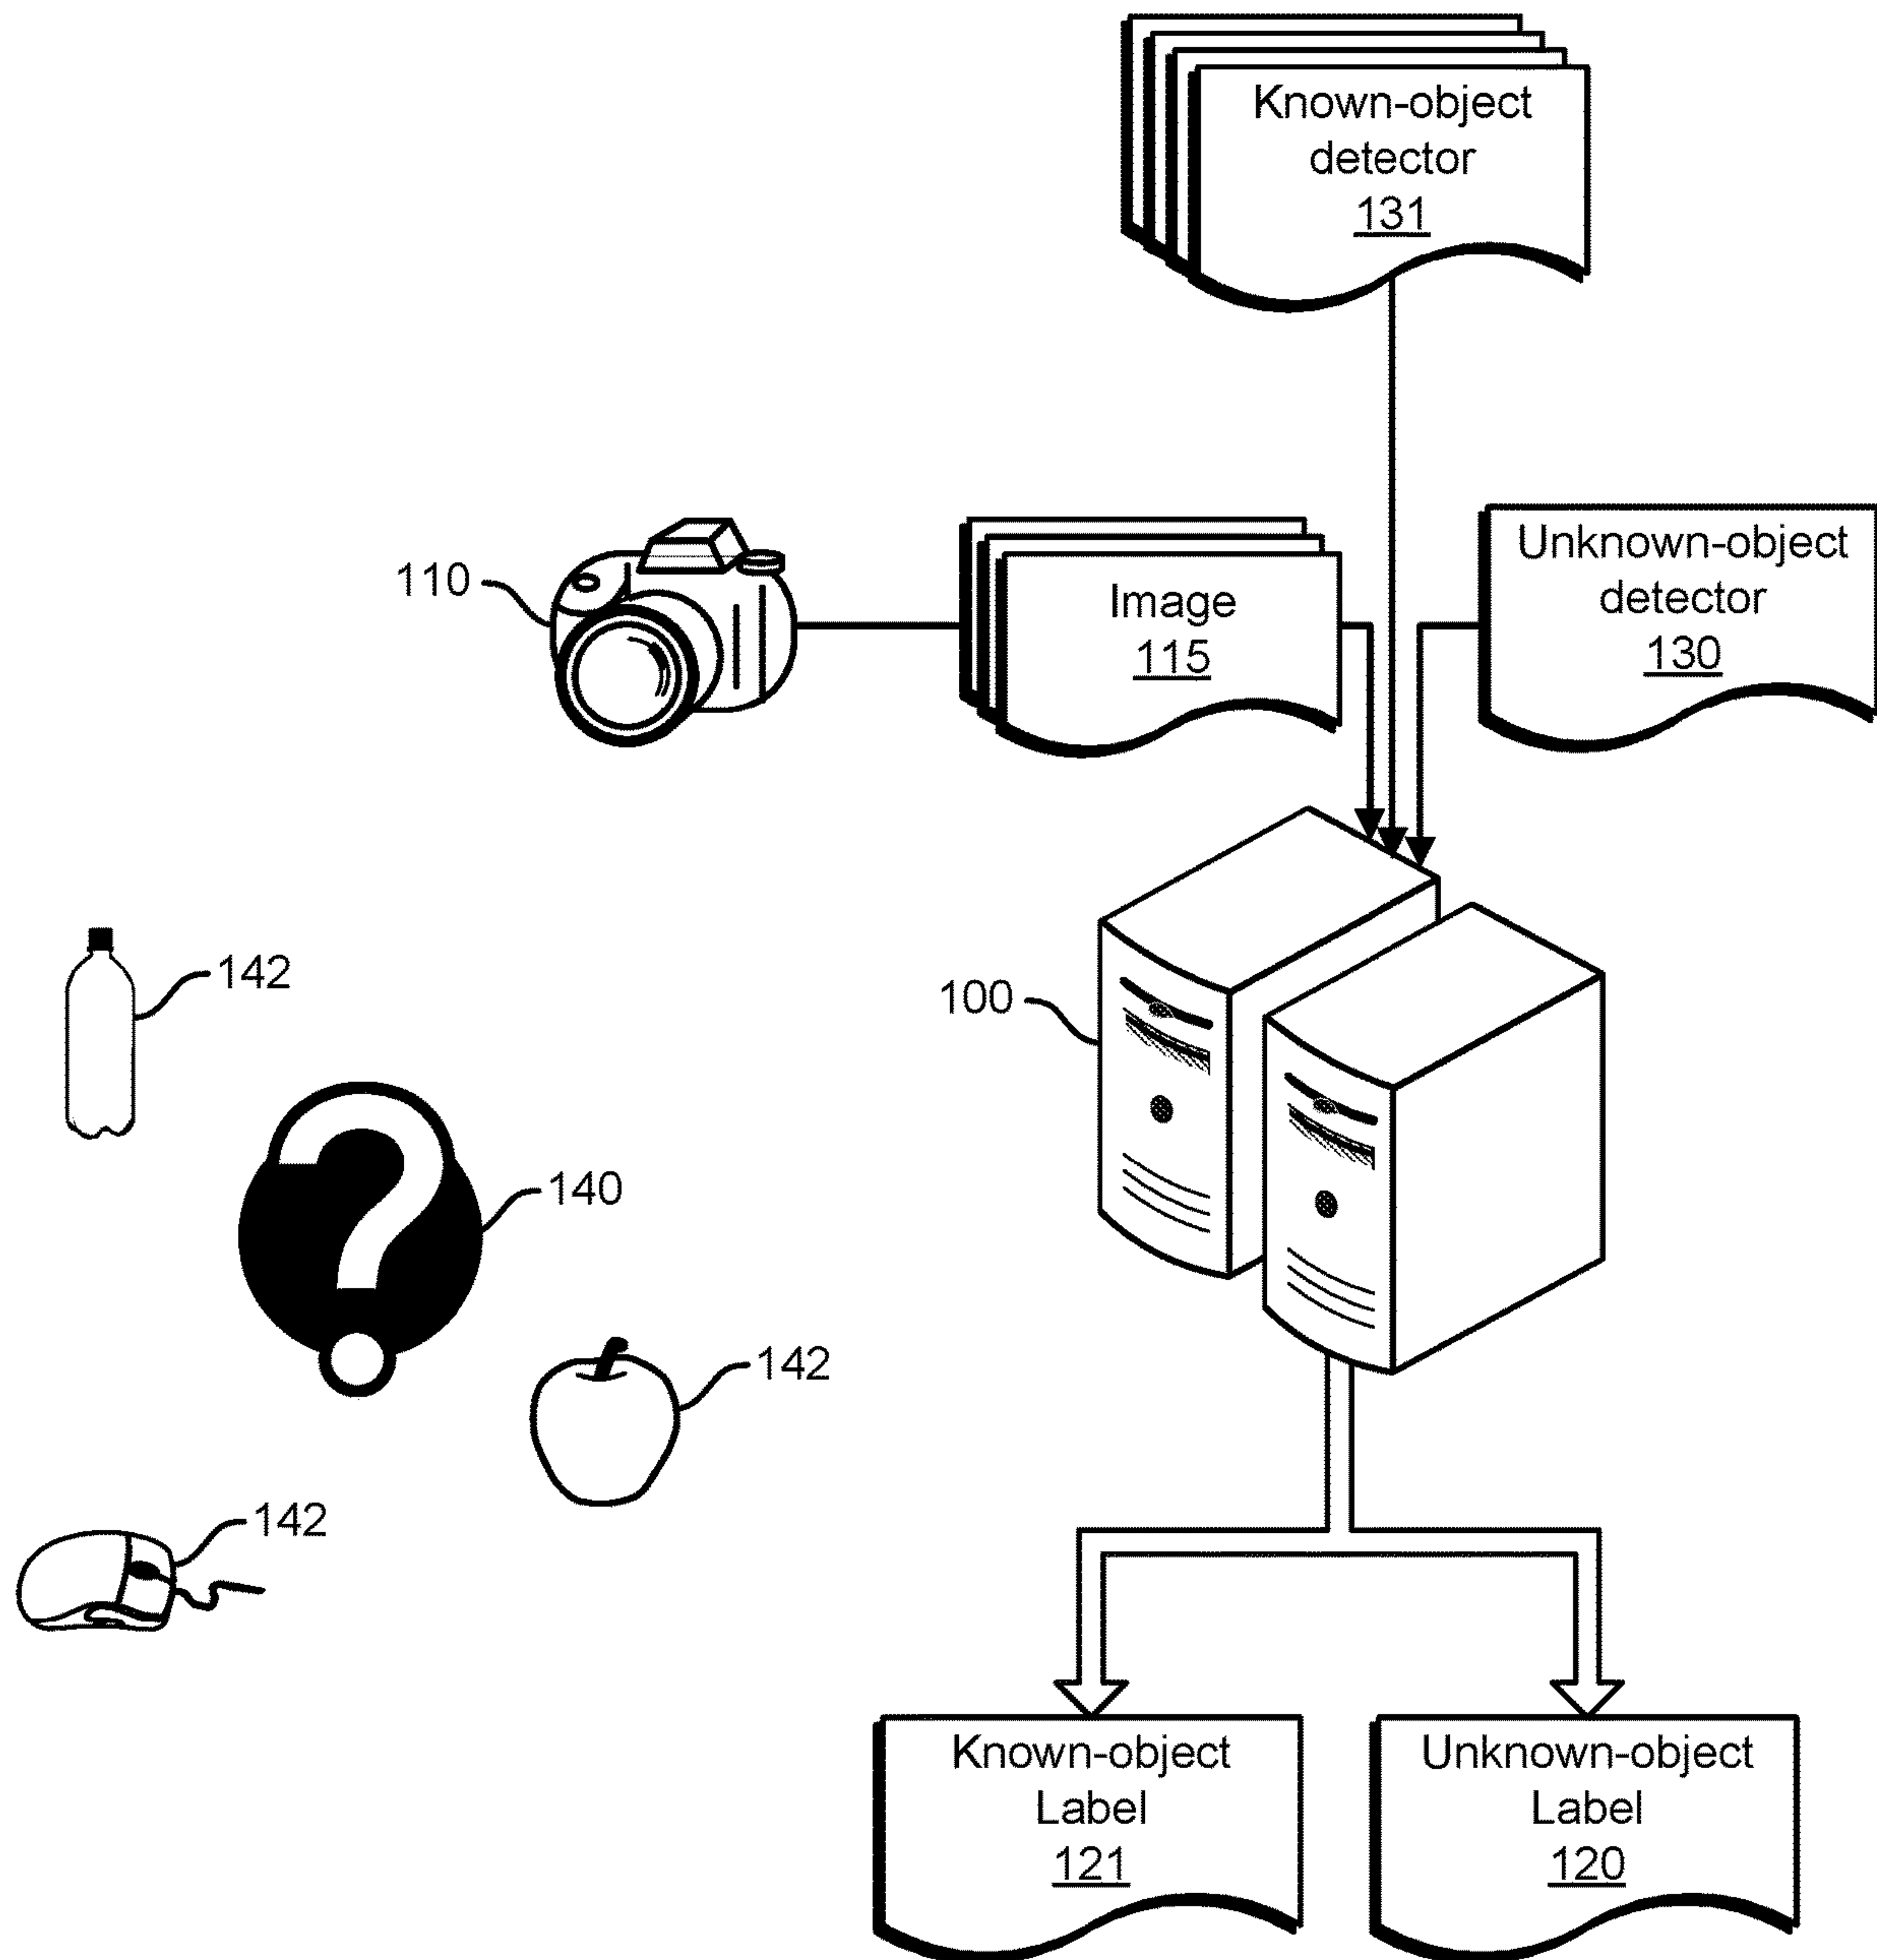 Known-object
detector
131
110
Image
115
Unknown-object
detector
130
142
100
?
140
142
142
Known-object
Label
121
Unknown-object
Label
120